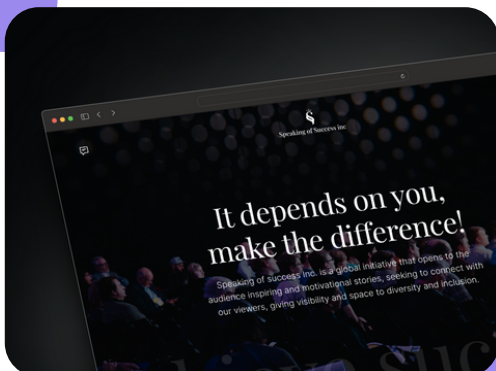 Speaking of Success Inc
It depends on you,
make the difference!
Speaking of success Inc. is a global initiative that opens to the
audience inspiring and motivational stories, seeking to connect with
our viewers, giving visibility and space to diversity and inclusion.